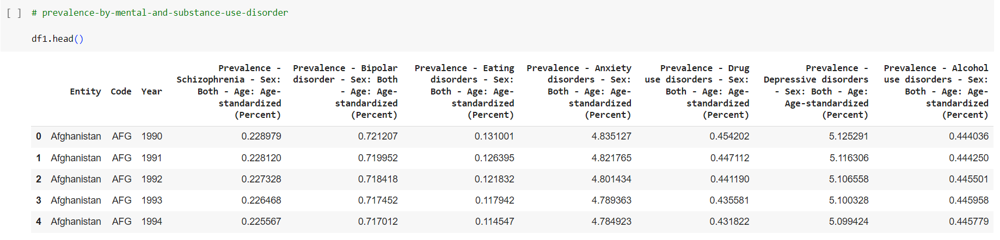 [ ] # prevalence-by-mental-and-substance-use-disorder
df1.head()
Entity Code Year Prevalence - Schizophrenia - Sex: Both - Age: Age-standardized (Percent) Prevalence - Bipolar disorder - Sex: Both - Age: Age-standardized (Percent) Prevalence - Eating disorders - Sex: Both - Age: Age-standardized (Percent) Prevalence - Anxiety disorders - Sex: Both - Age: Age-standardized (Percent) Prevalence - Drug use disorders - Sex: Both - Age: Age-standardized (Percent) Prevalence - Depressive disorders - Sex: Both - Age: Age-standardized (Percent) Prevalence - Alcohol use disorders - Sex: Both - Age: Age-standardized (Percent)
0 Afghanistan AFG 1990 0.228979 0.721207 0.131001 4.835127 0.454202 5.125291 0.444036
1 Afghanistan AFG 1991 0.228120 0.719952 0.126395 4.821765 0.447112 5.116306 0.444250
2 Afghanistan AFG 1992 0.227328 0.718418 0.121832 4.801434 0.441190 5.106558 0.445501
3 Afghanistan AFG 1993 0.226468 0.717452 0.117942 4.789363 0.435581 5.100328 0.445958
4 Afghanistan AFG 1994 0.225567 0.717012 0.114547 4.784923 0.431822 5.099424 0.445779